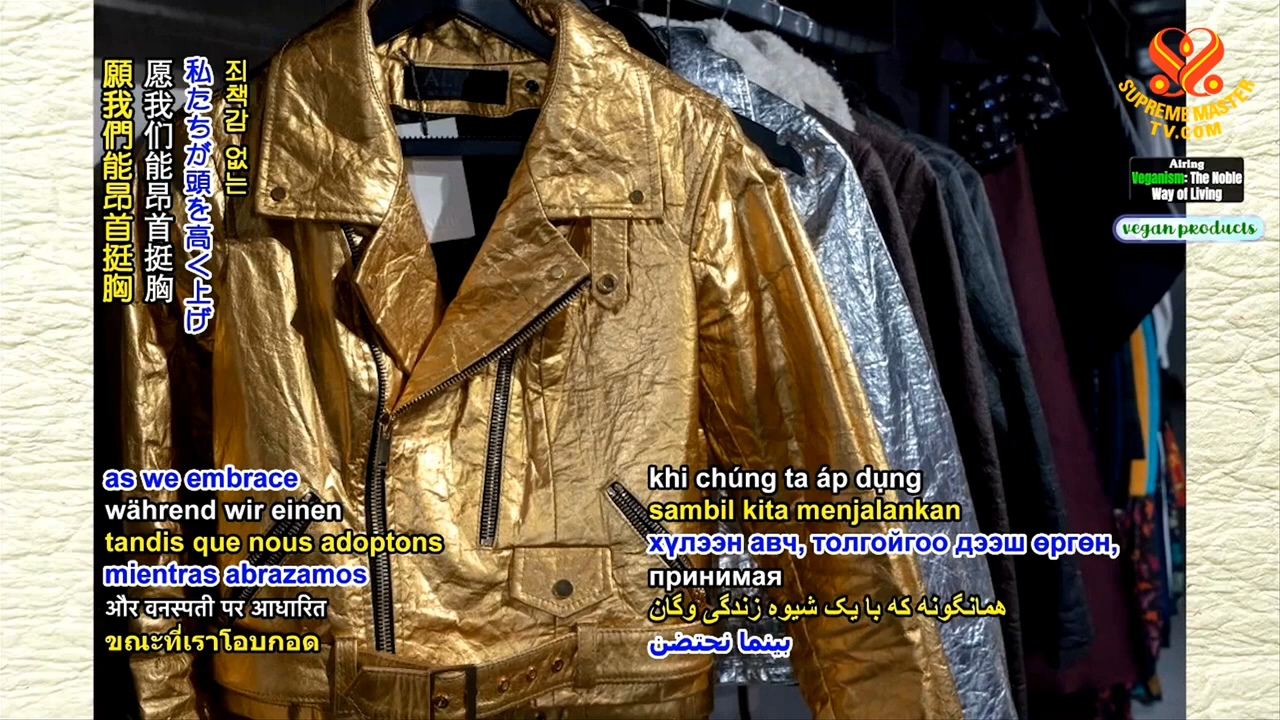 願我們能昂首挺胸
愿我们能昂首挺胸
私たちが頭を高く上げ
죄책감 없는
SUPREME MASTER
TV.COM
Airing
Veganism: The Noble
Way of Living
vegan products
as we embrace
während wir einen
tandis que nous adoptons
mientras abrazamos
और वनस्पती पर आधारित
ขณะที่เราโอบกอด
khi chúng ta áp dụng
sambil kita menjalankan
хүлээн авч, толгойгоо дээш өргөн,
принимая
همانگونه که با یک شیوه زندگی وگان
بينما نحتضن